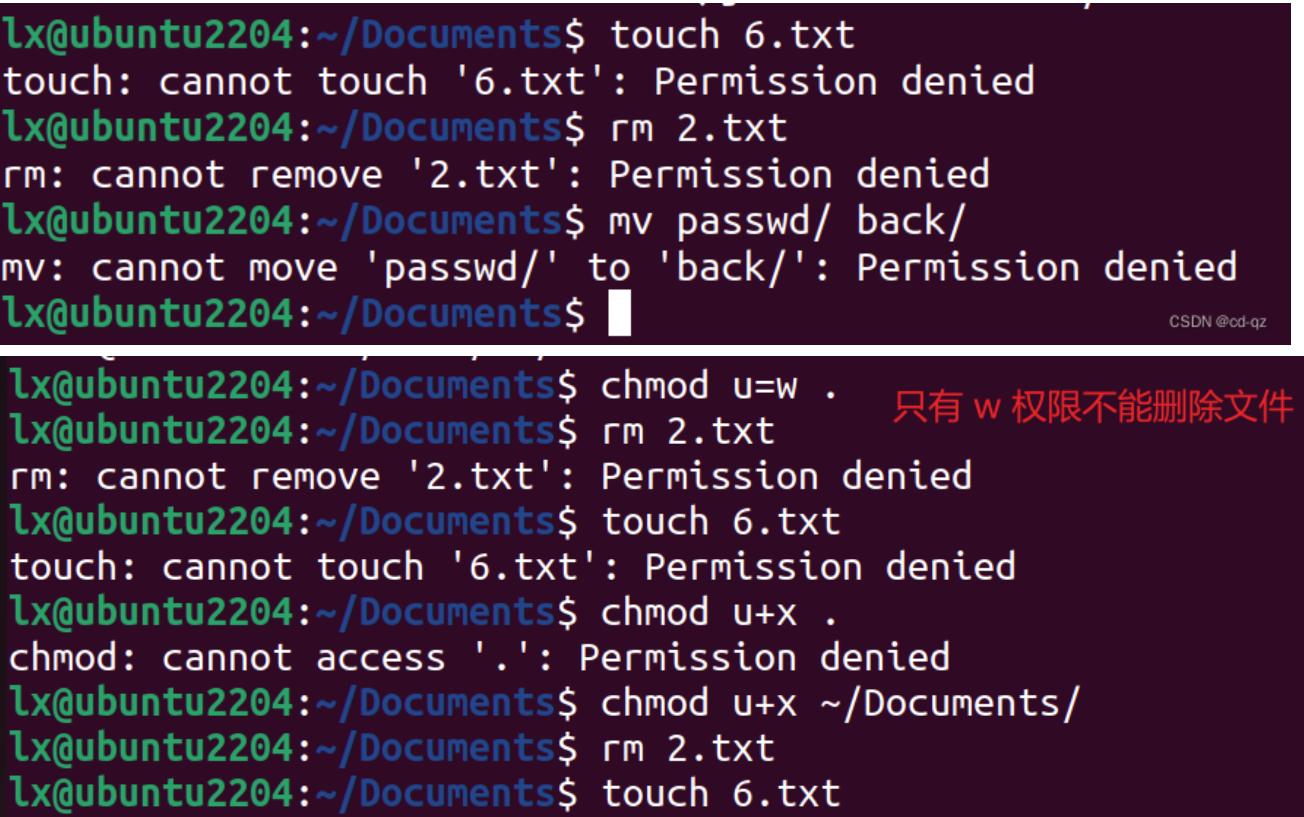 lx@ubuntu2204:~/Documents$ touch 6.txt
touch: cannot touch '6.txt': Permission denied
lx@ubuntu2204:~/Documents$ rm 2.txt
rm: cannot remove '2.txt': Permission denied
lx@ubuntu2204:~/Documents$ mv passwd/ back/
mv: cannot move 'passwd/' to 'back/': Permission denied
lx@ubuntu2204:~/Documents$
CSDN @cd-qz
lx@ubuntu2204:~/Documents$ chmod u=w .
只有 w 权限不能删除文件
lx@ubuntu2204:~/Documents$ rm 2.txt
rm: cannot remove '2.txt': Permission denied
lx@ubuntu2204:~/Documents$ touch 6.txt
touch: cannot touch '6.txt': Permission denied
lx@ubuntu2204:~/Documents$ chmod u+x .
chmod: cannot access '.': Permission denied
lx@ubuntu2204:~/Documents$ chmod u+x ~/Documents/
lx@ubuntu2204:~/Documents$ rm 2.txt
lx@ubuntu2204:~/Documents$ touch 6.txt